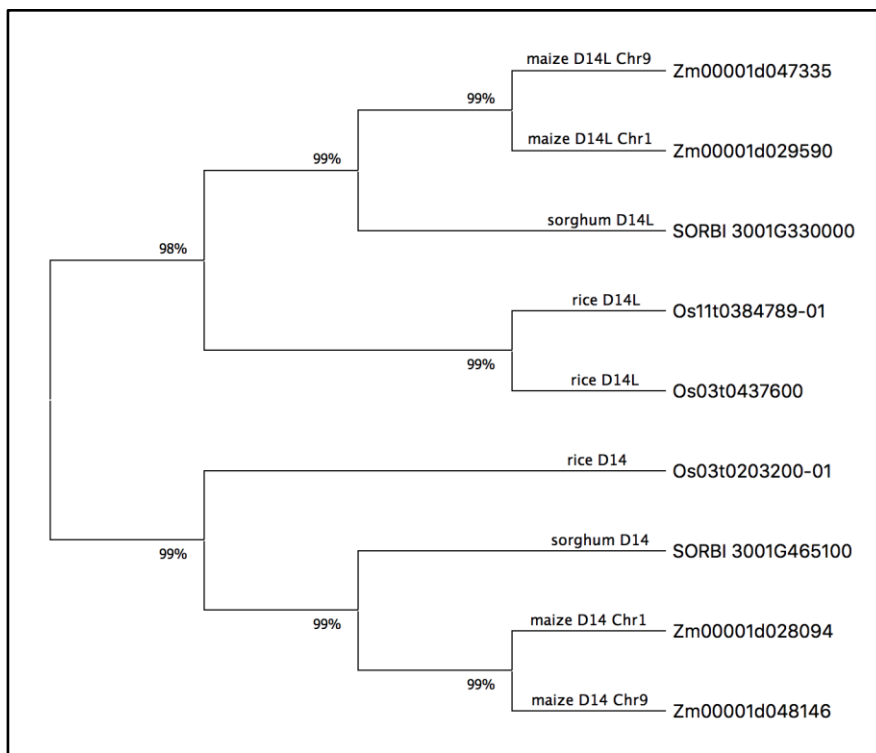 maize D14L Chr9
Zm00001d047335
99%
maize D14L Chr1
Zm00001d029590
99%
sorghum D14L
SORBI 3001G330000
98%
rice D14L
Os11t0384789-01
99%
rice D14L
Os03t0437600
rice D14
Os03t0203200-01
99%
sorghum D14
SORBI 3001G465100
99%
maize D14 Chr1
Zm00001d028094
99%
maize D14 Chr9
Zm00001d048146